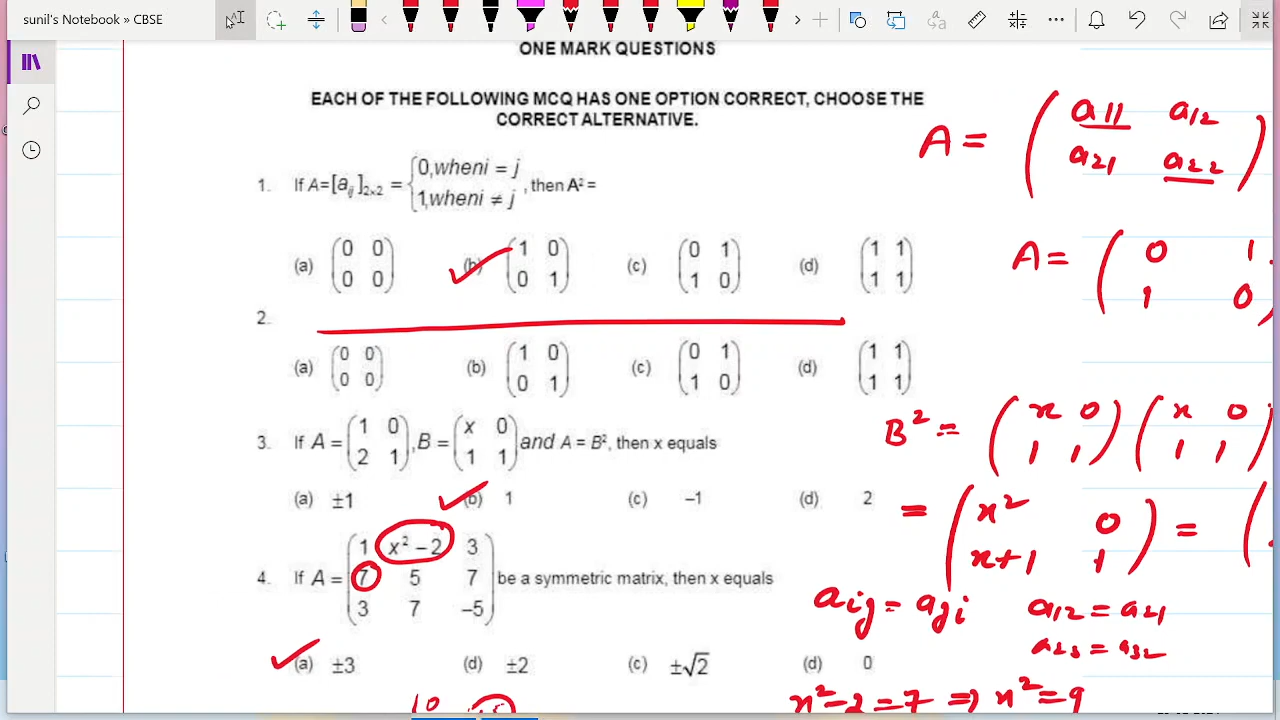 sunil's Notebook » CBSE
ONE MARK QUESTIONS
EACH OF THE FOLLOWING MCQ HAS ONE OPTION CORRECT, CHOOSE THE
CORRECT ALTERNATIVE.
1. If A=[a_ij]_2×2 = { 0,wheni = j ; 1,wheni ≠ j , then A² =
(a) (0 0 ; 0 0) (b) (1 0 ; 0 1) (c) (0 1 ; 1 0) (d) (1 1 ; 1 1)
2.
(a) (0 0 ; 0 0) (b) (1 0 ; 0 1) (c) (0 1 ; 1 0) (d) (1 1 ; 1 1)
3. If A = (1 0 ; 2 1), B = (x 0 ; 1 1) and A = B², then x equals
(a) ±1 (b) 1 (c) –1 (d) 2
4. If A = (1 x² – 2 3 ; 7 5 7 ; 3 7 –5) be a symmetric matrix, then x equals
(a) ±3 (d) ±2 (c) ±√2 (d) 0
10
A = (a11 a12 ; a21 a22)
A = (0 1 ; 1 0)
B² = (x 0 ; 1 1) (x 0 ; 1 1)
= (x² 0 ; x+1 1) = (
aij = aji a12 = a21
a23 = a32
x²-2 = 7 ⇒ x² = 9